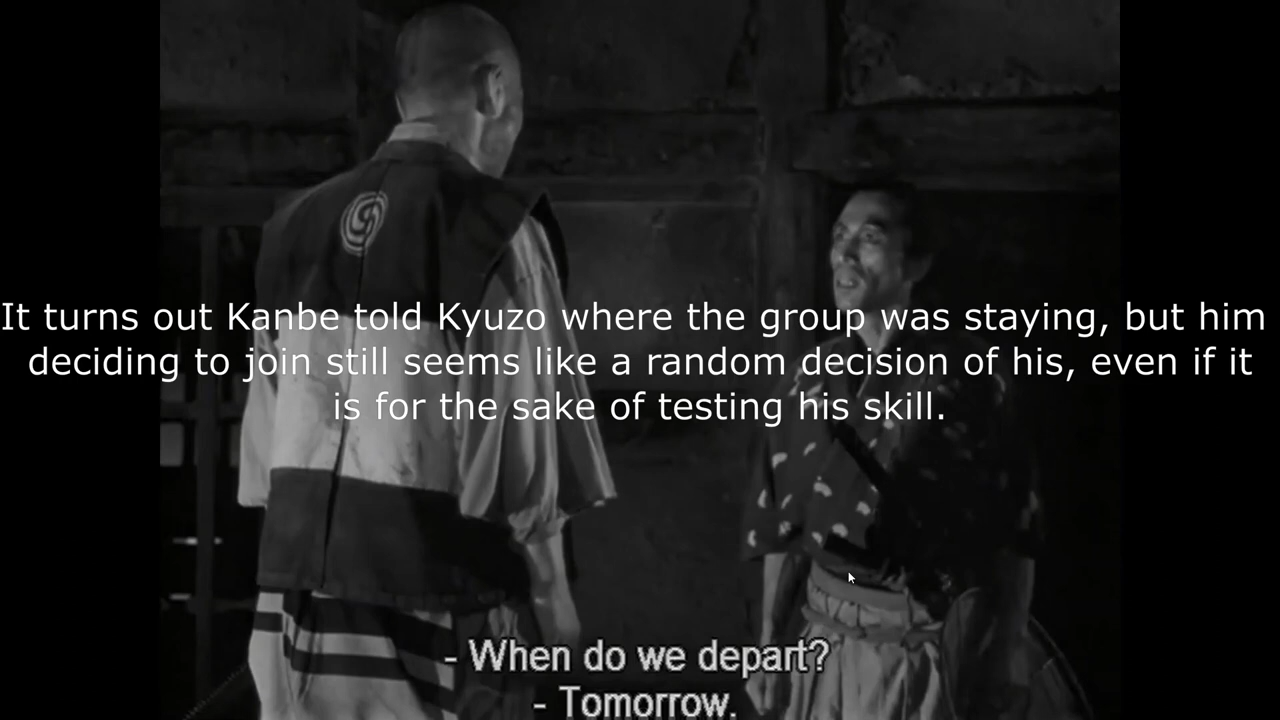 It turns out Kanbe told Kyuzo where the group was staying, but him
deciding to join still seems like a random decision of his, even if it
is for the sake of testing his skill.
- When do we depart?
- Tomorrow.